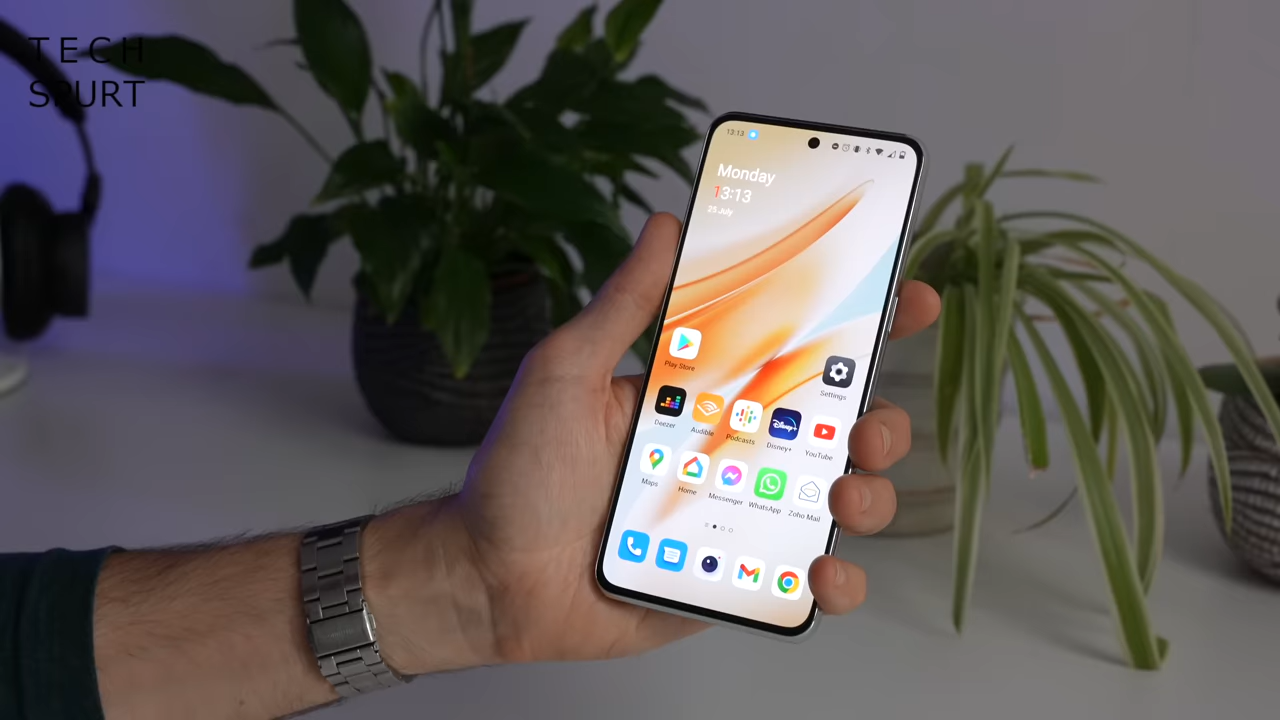 TECH
SPURT
13:13
Monday
13:13
25 July
Play Store
Settings
Deezer
Audible
Podcasts
Disney+
Disney+
YouTube
Maps
Home
Messenger
WhatsApp
Zoho Mail